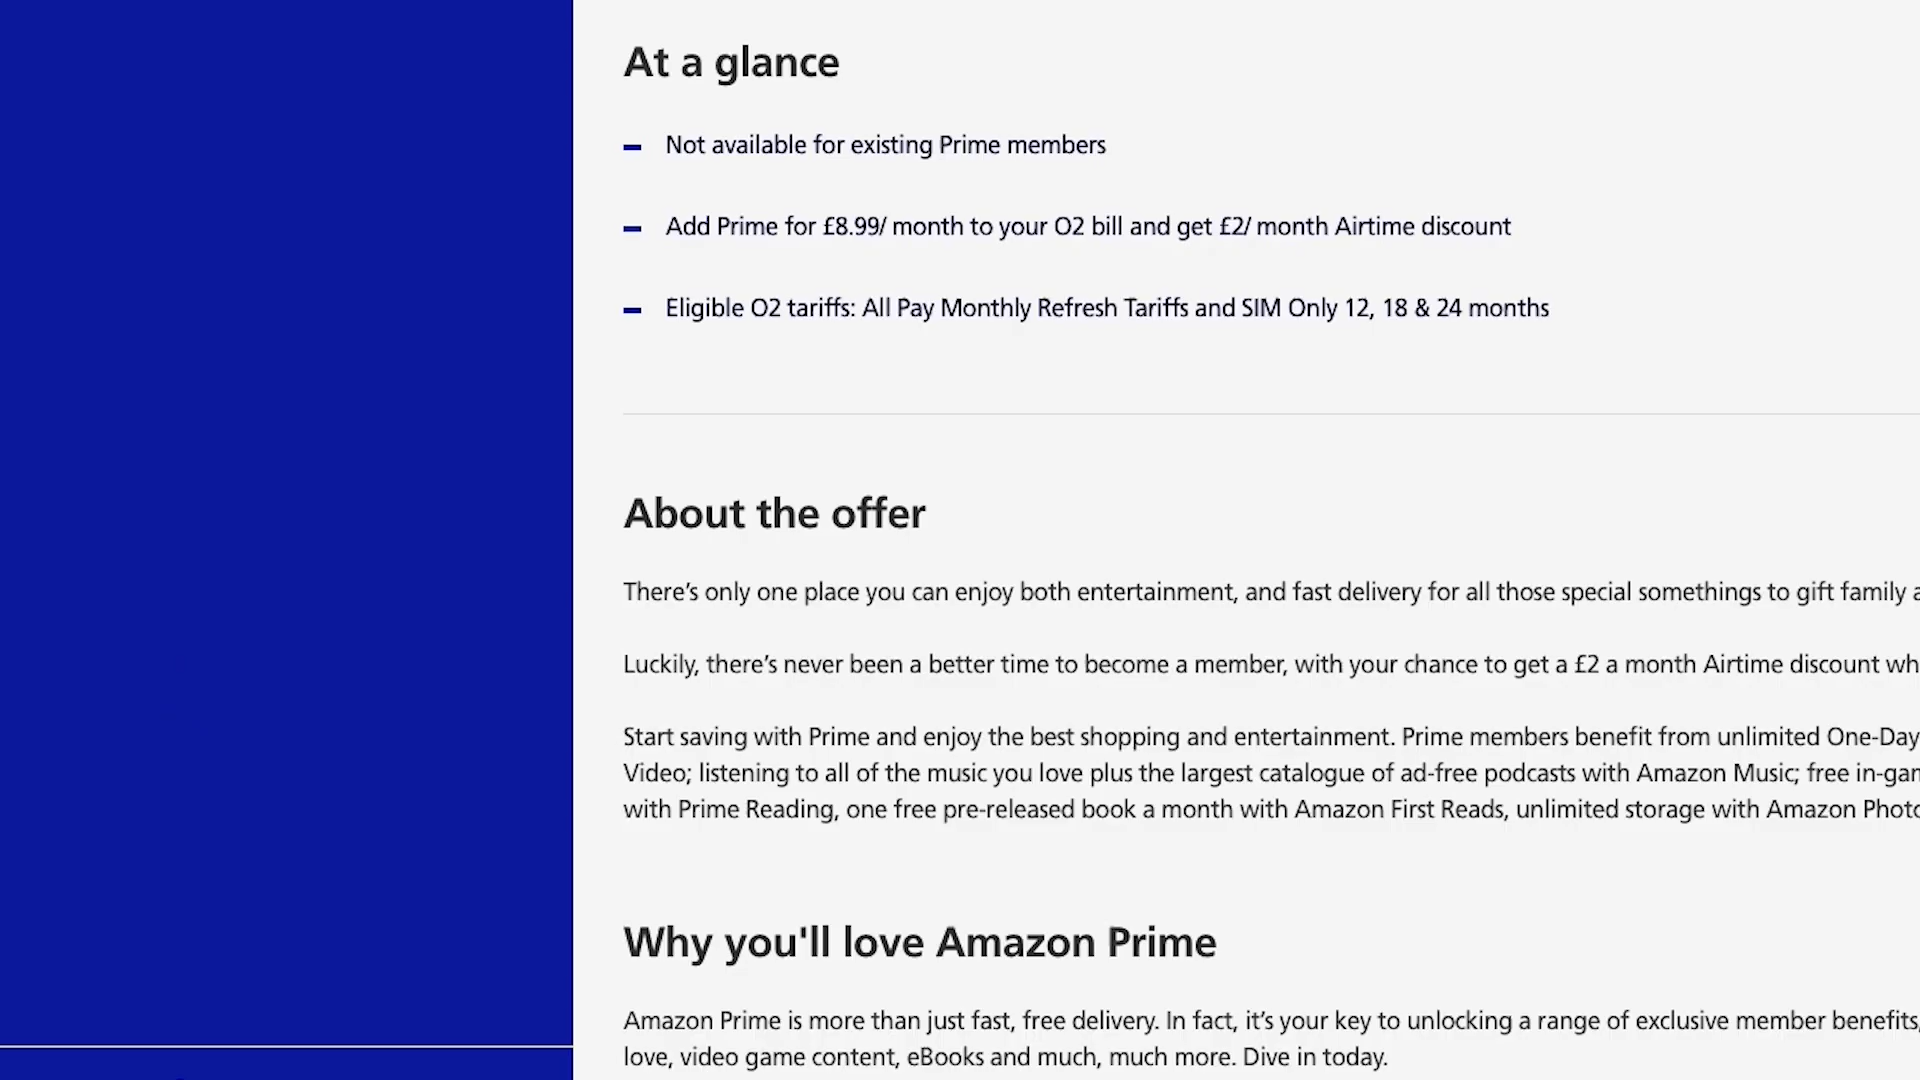 At a glance
Not available for existing Prime members
Add Prime for £8.99/ month to your O2 bill and get £2/ month Airtime discount
Eligible O2 tariffs: All Pay Monthly Refresh Tariffs and SIM Only 12, 18 & 24 months
About the offer
There’s only one place you can enjoy both entertainment, and fast delivery for all those special somethings to gift family
Luckily, there’s never been a better time to become a member, with your chance to get a £2 a month Airtime discount
Start saving with Prime and enjoy the best shopping and entertainment. Prime members benefit from unlimited One-Day
Video; listening to all of the music you love plus the largest catalogue of ad-free podcasts with Amazon Music; free
with Prime Reading, one free pre-released book a month with Amazon First Reads, unlimited storage with Amazon
Why you'll love Amazon Prime
Amazon Prime is more than just fast, free delivery. In fact, it’s your key to unlocking a range of exclusive member benefits,
love, video game content, eBooks and much, much more. Dive in today.